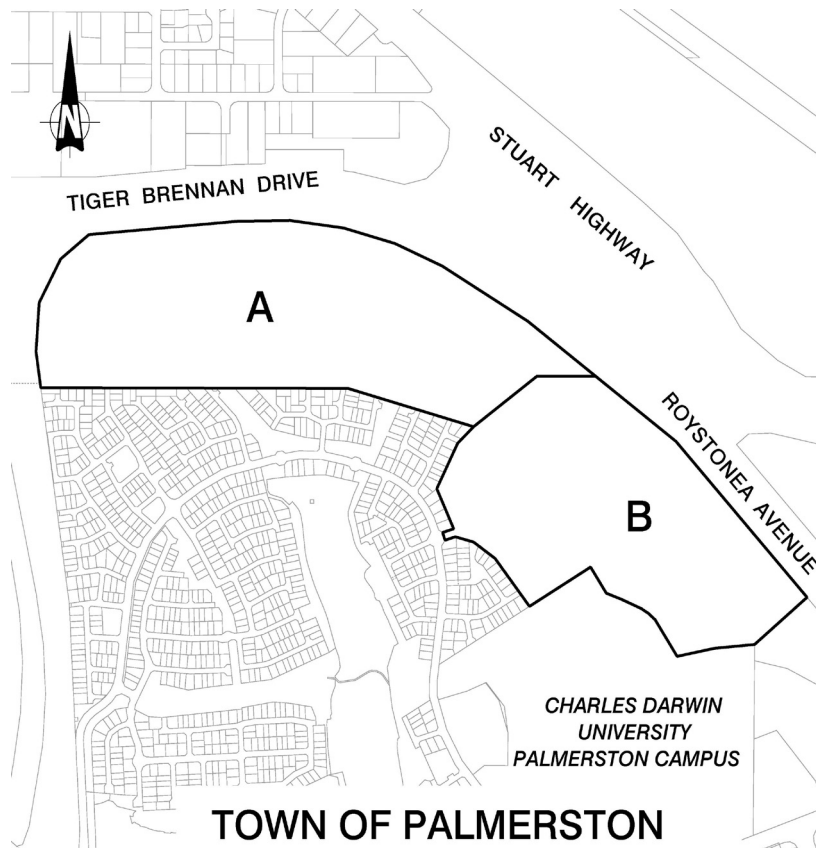 N
TIGER BRENNAN DRIVE
STUART HIGHWAY
A
ROYSTONEA AVENUE
B
CHARLES DARWIN
UNIVERSITY
PALMERSTON CAMPUS
TOWN OF PALMERSTON